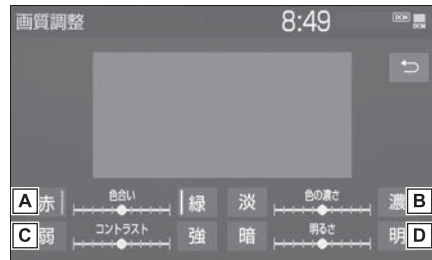 画質調整 8:49 DCM DCM
A 赤 色合い 緑 淡 色の濃さ 濃 B
C 弱 コントラスト 強 暗 明るさ 明 D